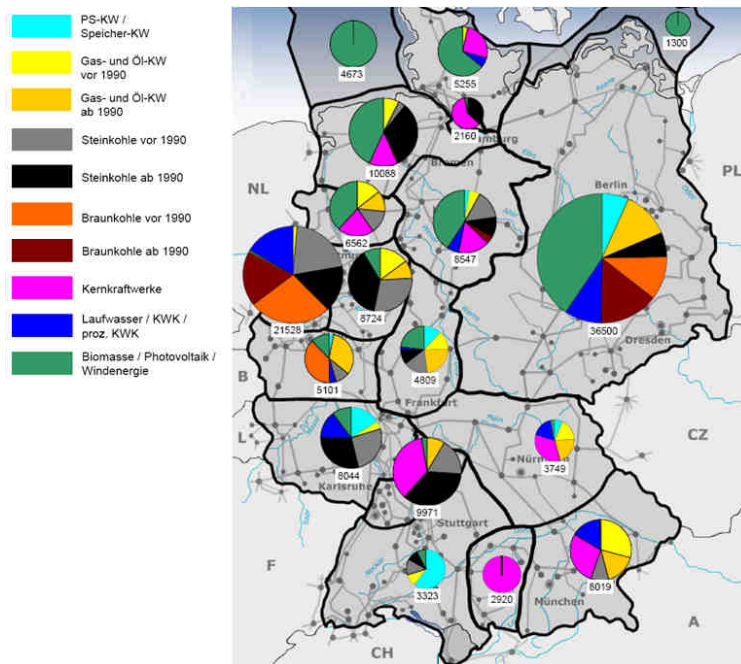 PS-KW /
Speicher-KW
Gas- und Öl-KW
vor 1990
Gas- und Öl-KW
ab 1990
Steinkohle vor 1990
Steinkohle ab 1990
Braunkohle vor 1990
Braunkohle ab 1990
Kernkraftwerke
Laufwasser / KWK /
proz. KWK
Biomasse / Photovoltaik /
Windenergie
4673
5255
1300
2160
mburg
10088
Bremen
NL
PL
Berlin
6562
8547
21528
8724
36500
Dresden
B
5101
4809
Frankfurt
L
CZ
8044
Karlsruhe
Nürn
3749
9971
Stuttgart
F
3323
2920
München
8019
A
CH